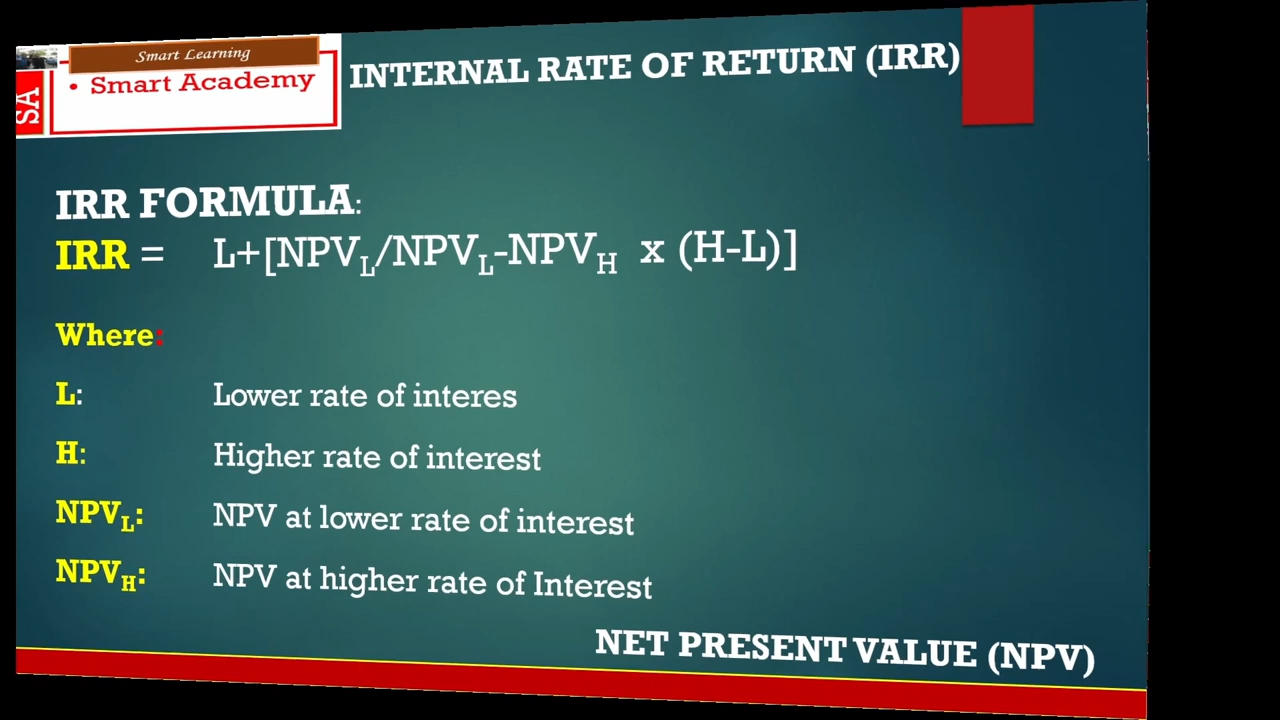 Smart Learning
• Smart Academy
SA
INTERNAL RATE OF RETURN (IRR)
IRR FORMULA:
IRR = L+[NPVL/NPVL-NPVH x (H-L)]
Where:
L: Lower rate of interes
H: Higher rate of interest
NPVL: NPV at lower rate of interest
NPVH: NPV at higher rate of Interest
NET PRESENT VALUE (NPV)